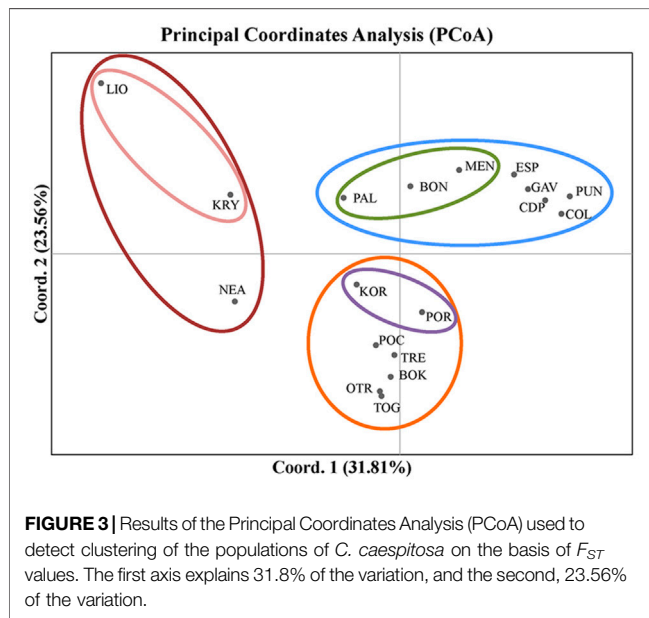 Principal Coordinates Analysis (PCoA)
LIO
KRY
NEA
MEN
ESP
BON
GAV
PUN
PAL
CDP
COL
KOR
POR
POC
TRE
BOK
OTR
TOG
Coord. 2 (23.56%)
Coord. 1 (31.81%)
FIGURE 3 | Results of the Principal Coordinates Analysis (PCoA) used to
detect clustering of the populations of C. caespitosa on the basis of FST
values. The first axis explains 31.8% of the variation, and the second, 23.56%
of the variation.